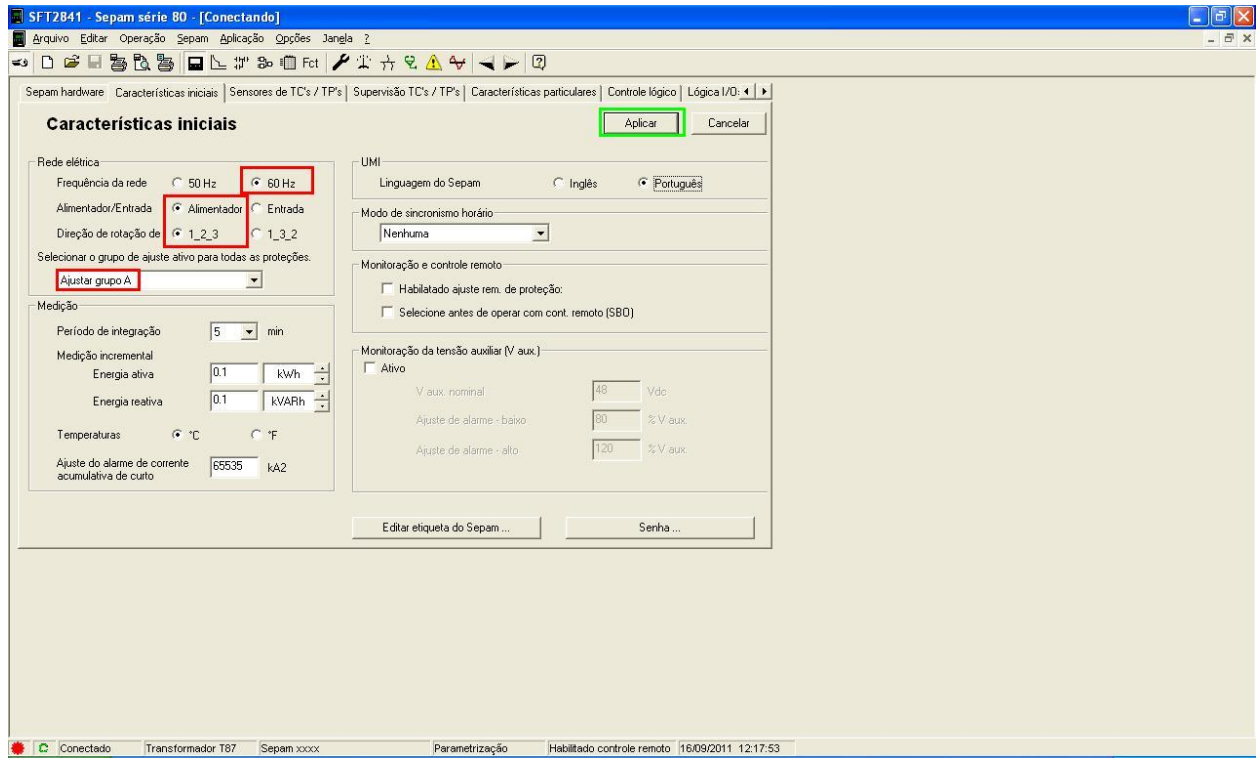 SFT2841 - Sepam série 80 - [Conectando]
Arquivo Editar Operação Sepam Aplicação Opções Janela ?
Fct
Sepam hardware Características iniciais Sensores de TC's / TP's Supervisão TC's / TP's Características particulares Controle lógico Lógica I/O:
Características iniciais
Aplicar Cancelar
Rede elétrica
Frequência da rede 50 Hz 60 Hz
Alimentador/Entrada Alimentador Entrada
Direção de rotação de 1_2_3 1_3_2
Selecionar o grupo de ajuste ativo para todas as proteções.
Ajustar grupo A
Medição
Período de integração 5 min
Medição incremental
Energia ativa 0.1 kWh
Energia reativa 0.1 kVARh
Temperaturas °C °F
Ajuste do alarme de corrente
acumulativa de curto 65535 kA2
UMI
Linguagem do Sepam Inglês Português
Modo de sincronismo horário
Nenhuma
Monitoração e controle remoto
Habilatado ajuste rem. de proteção:
Selecione antes de operar com cont. remoto (SBO)
Monitoração da tensão auxiliar (V aux.)
Ativo
V aux. nominal 48 Vdc
Ajuste de alarme - baixo 80 % V aux.
Ajuste de alarme - alto 120 % V aux.
Editar etiqueta do Sepam ... Senha ...
Conectado Transformador T87 Sepam xxxx Parametrização Habilitado controle remoto 16/09/2011 12:17:53